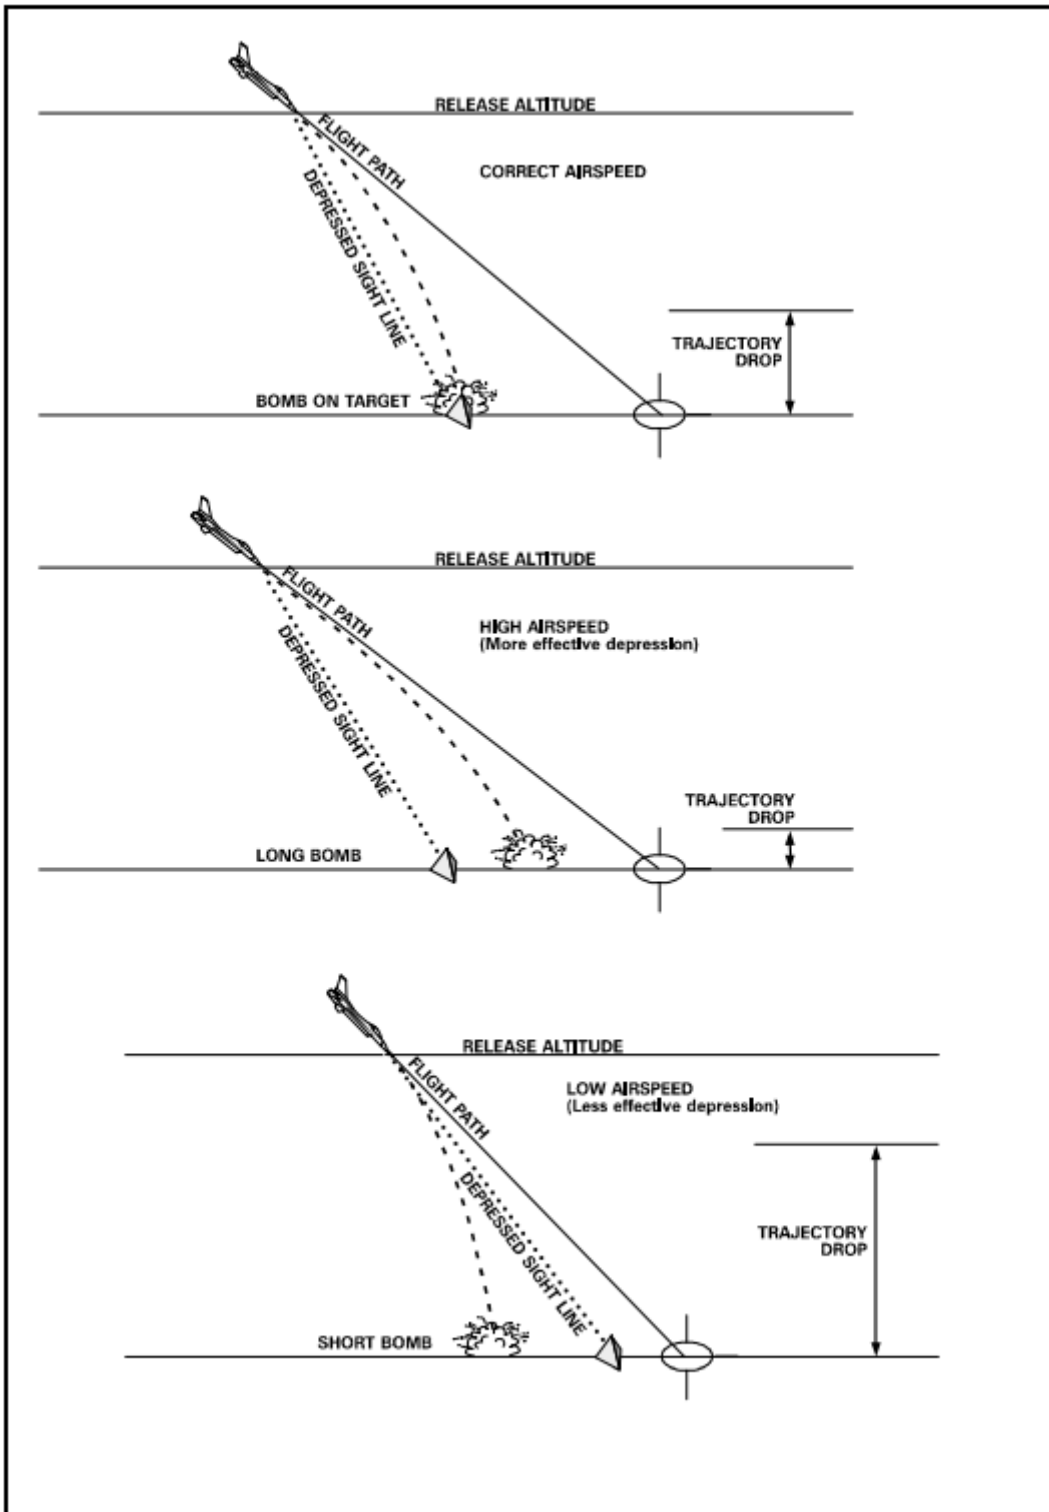 RELEASE ALTITUDE
FLIGHT PATH
CORRECT AIRSPEED
DEPRESSED SIGHT LINE
TRAJECTORY
DROP
BOMB ON TARGET
RELEASE ALTITUDE
FLIGHT PATH
HIGH AIRSPEED
(More effective depression)
DEPRESSED SIGHT LINE
TRAJECTORY
DROP
LONG BOMB
RELEASE ALTITUDE
FLIGHT PATH
LOW AIRSPEED
(Less effective depression)
DEPRESSED SIGHT LINE
TRAJECTORY
DROP
SHORT BOMB